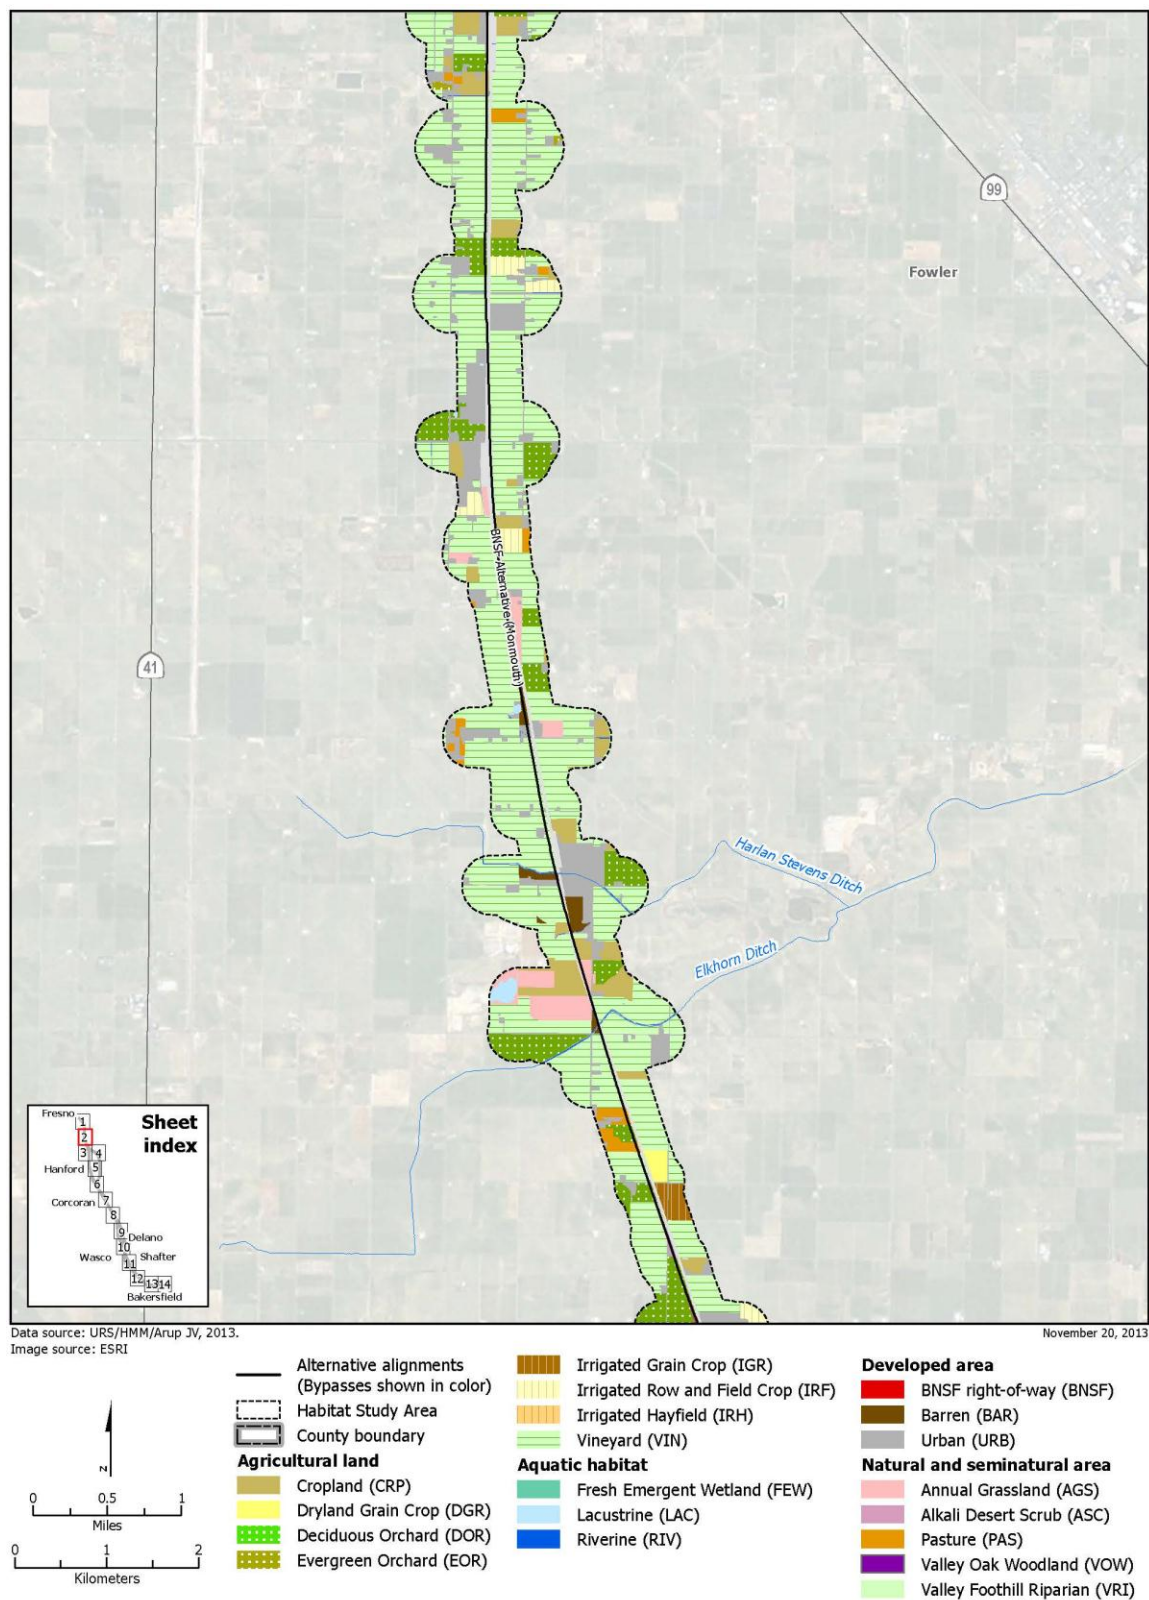 99
Fowler
BNSF Alternative (Monmouth)
41
Harlan Stevens Ditch
Elkhorn Ditch
Sheet
index
Fresno
1
2
3 4
Hanford 5
6
Corcoran 7
8
9
Delano
10
Wasco Shafter
11
12 13 14
Bakersfield
Data source: URS/HMM/Arup JV, 2013.
November 20, 2013
Image source: ESRI
Alternative alignments
(Bypasses shown in color)
Habitat Study Area
County boundary
Agricultural land
Cropland (CRP)
Dryland Grain Crop (DGR)
Deciduous Orchard (DOR)
Evergreen Orchard (EOR)
Irrigated Grain Crop (IGR)
Irrigated Row and Field Crop (IRF)
Irrigated Hayfield (IRH)
Vineyard (VIN)
Aquatic habitat
Fresh Emergent Wetland (FEW)
Lacustrine (LAC)
Riverine (RIV)
Developed area
BNSF right-of-way (BNSF)
Barren (BAR)
Urban (URB)
Natural and seminatural area
Annual Grassland (AGS)
Alkali Desert Scrub (ASC)
Pasture (PAS)
Valley Oak Woodland (VOW)
Valley Foothill Riparian (VRI)
N
0 0.5 1
Miles
0 1 2
Kilometers